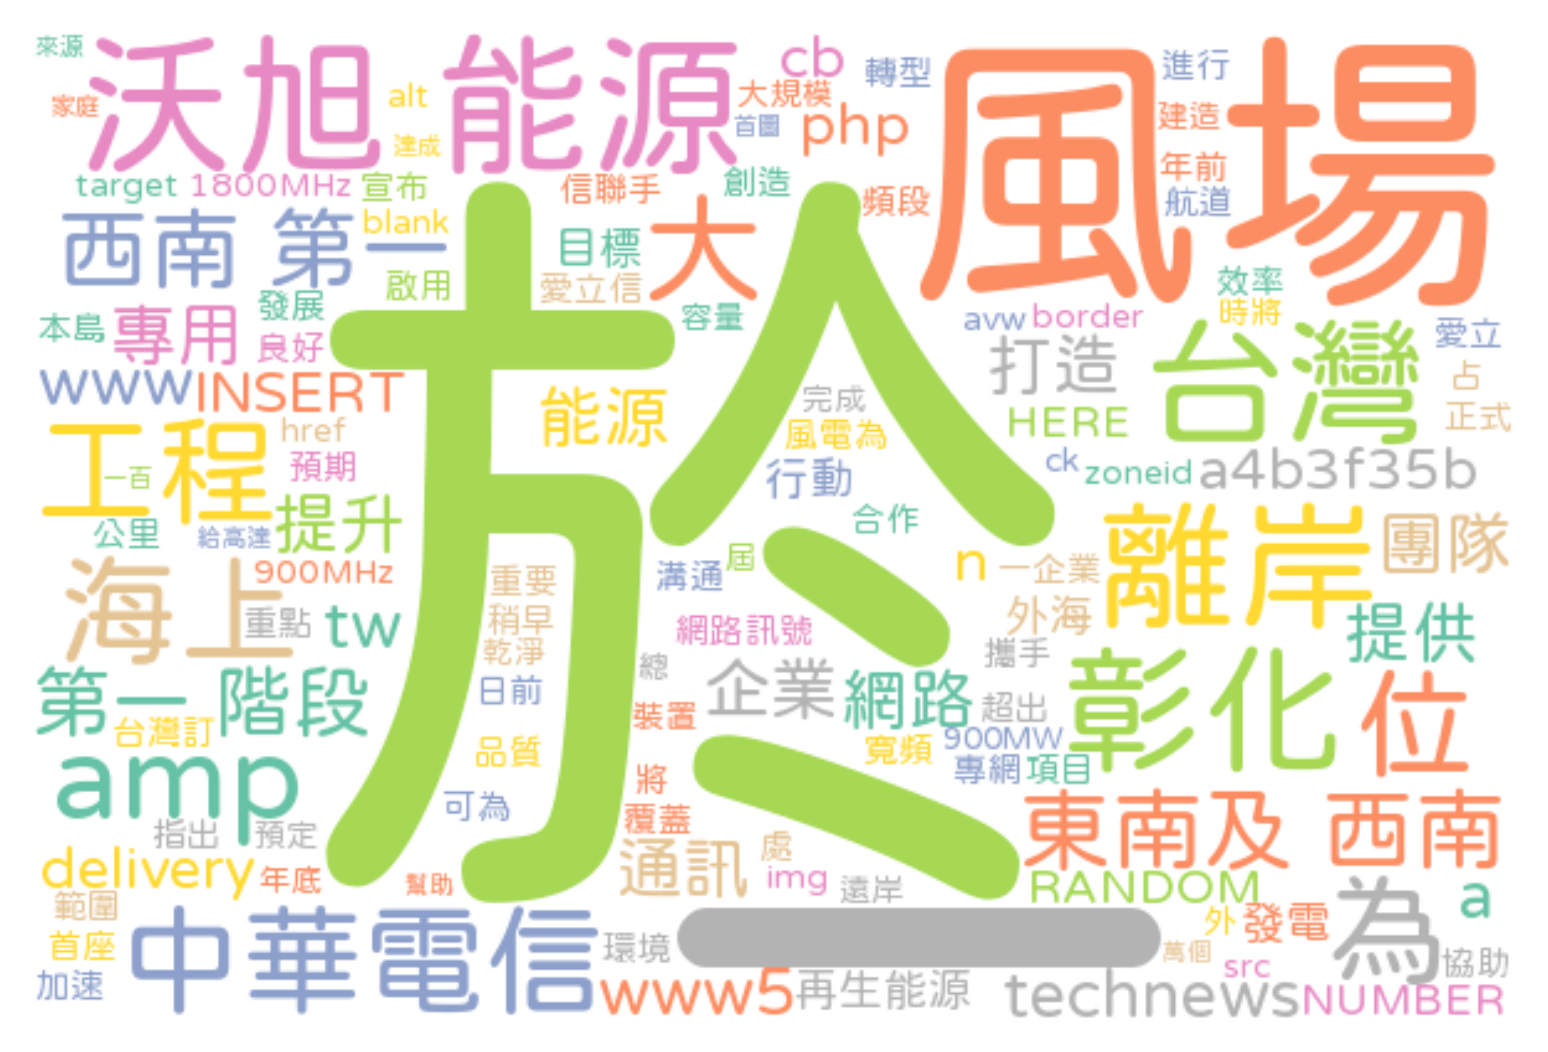 來源 沃旭能源 cb 轉型 風場 進行
家庭 alt 大規模
達成 首圖 php 建造
target 1800MHz 宣布 信聯手 創造 頻段 年前
西南 第一 blank 目標 大 航道
啟用 愛立信 效率
發展 容量 時將
本島 專用 良好 avw border 台灣 愛立
www INSERT 能源 完成 打造 占
工程 href 風電為 HERE 正式
一百 預期 行動 ck zoneid a4b3f35b
公里 給高達 提升 合作 離岸 團隊
海上 900MHz 重要 溝通 屆 n 一企業
重點 tw 稍早 網路訊號 外海 提供
乾淨 總 攜手
第一階段 日前 企業 網路 超出 彰化 位
台灣訂 裝置 900MW
amp 品質 將 寬頻 專網 項目
指出 預定 可為 覆蓋 東南及 西南
delivery 年底 幫助 通訊 處 img 遠岸 RANDOM a
範圍 於 外 發電 為
首座 中華電信 環境 一 萬個 src 協助
加速 www5 再生能源 technews NUMBER